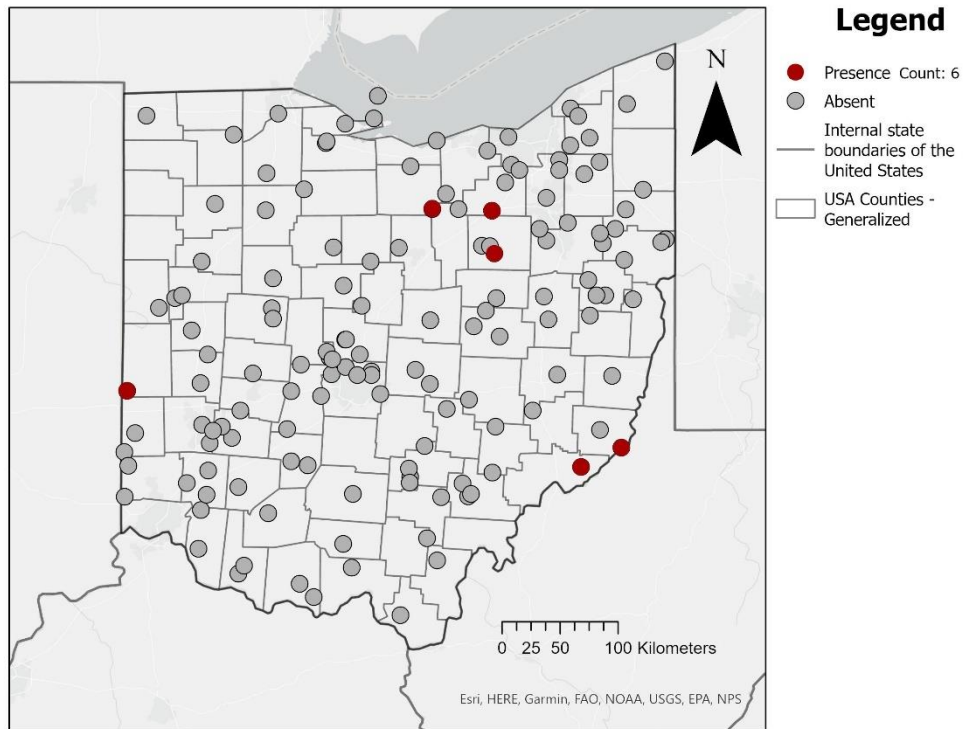 Legend
N
Presence Count: 6
Absent
Internal state
boundaries of the
United States
USA Counties -
Generalized
0 25 50 100 Kilometers
Esri, HERE, Garmin, FAO, NOAA, USGS, EPA, NPS